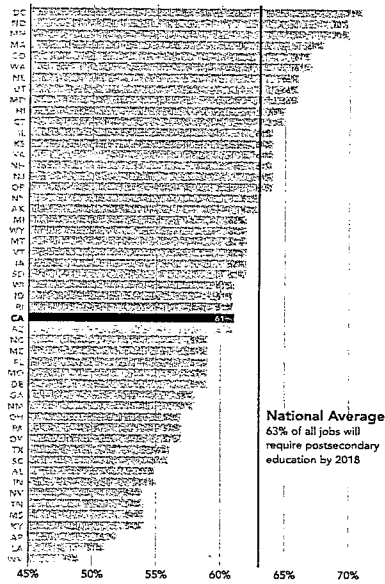 DC
ND
MN
MA
CO
WA
NE
UT
MD
HI
CT
IL
KS
VA
NH
NJ
OR
NY
AK
MI
WY
MT
VT
IA
SD
WI
ID
RI
CA 61%
AZ
NC
ME
FL
MO
DE
GA
NM
OH
PA
OK
TX
SC
AL
IN
NV
TN
MS
KY
AR
LA
WV
National Average
63% of all jobs will
require postsecondary
education by 2018
45% 50% 55% 60% 65% 70%